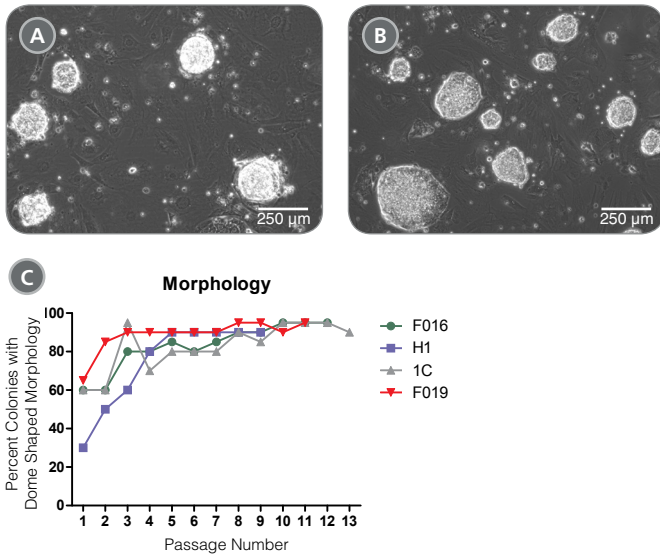 A
B
250 µm
250 µm
C
Morphology
Percent Colonies with
Dome Shaped Morphology
100
80
60
40
20
0
1 2 3 4 5 6 7 8 9 10 11 12 13
Passage Number
F016
H1
1C
F019